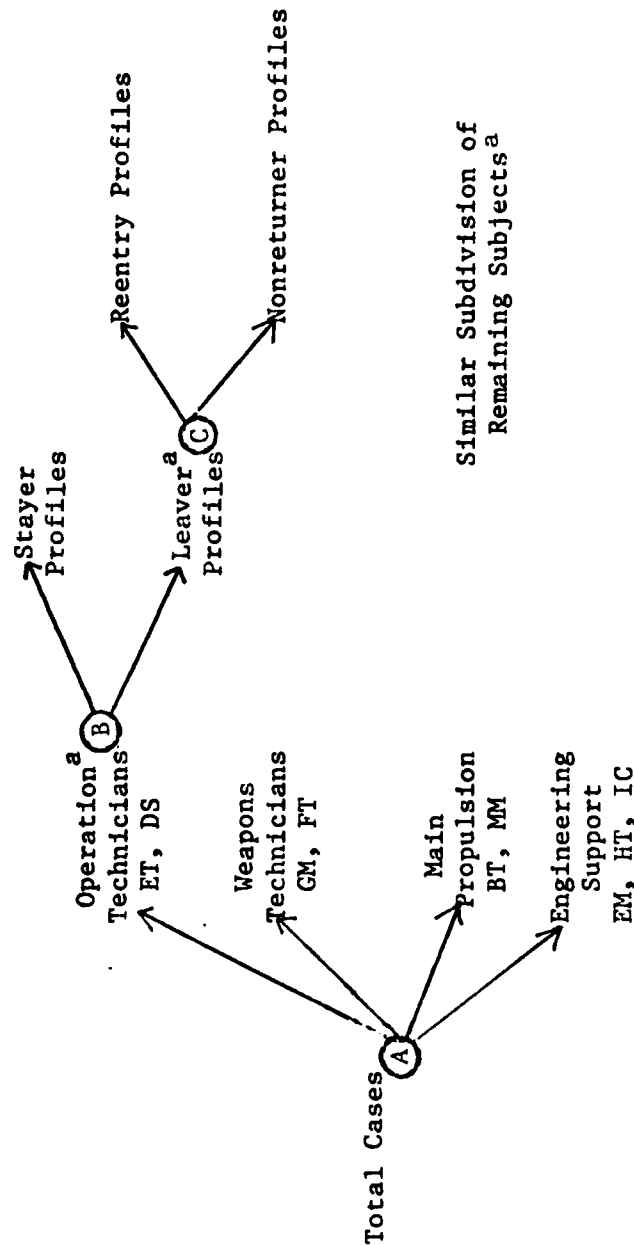 Total Cases
A
Operation a
Technicians
ET, DS
Weapons
Technicians
GM, FT
Main
Propulsion
BT, MM
Engineering
Support
EM, HT, IC
B
Stayer
Profiles
Leaver a
Profiles
C
Reentry Profiles
Nonreturner Profiles
Similar Subdivision of
Remaining Subjects a